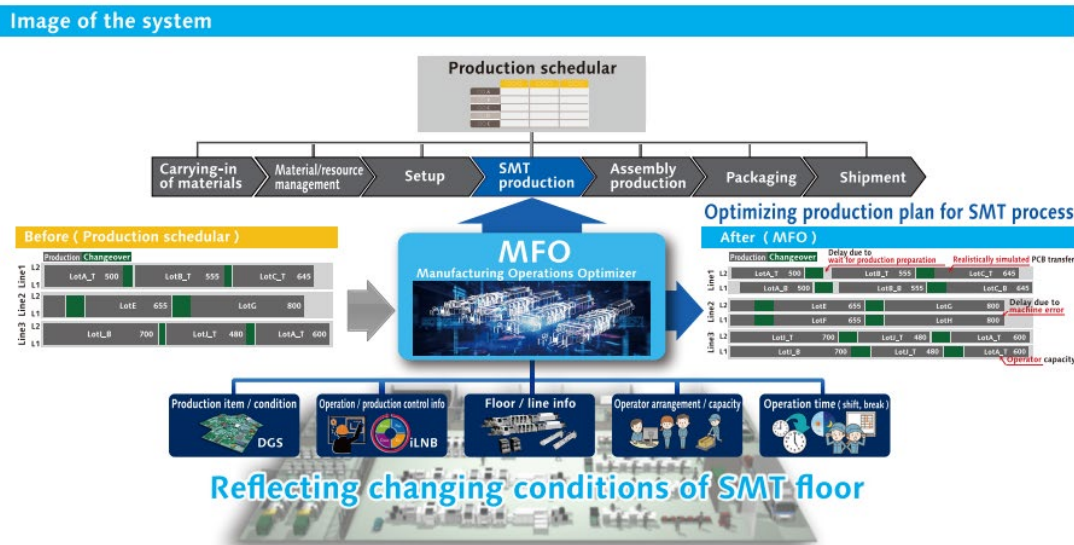 Image of the system
Production schedular
Carrying-in
of materials
Material/resource
management
Setup
SMT
production
Assembly
production
Packaging
Shipment
Optimizing production plan for SMT process
Before ( Production schedular )
Production Changeover
Line1 L2 L1
LotA_T 500 LotB_T 555 LotC_T 645
Line2 L2 L1
LotE 655 LotG 800
Line3 L2 L1
700 480 LotA_T 600
MFO
Manufacturing Operations Optimizer
After ( MFO )
Production Changeover
Delay due to
wait for production preparation
Realistically simulated PCB transfer
Line1 L2 L1
LotA_T 500 LotB_T 555 LotC_T 645
LotA_B 500 LotB_B 555 LotC_B 645
Line2 L2 L1
LotE 655 LotG 800
LotF 655 LotH 800
Delay due to
machine error
Line3 L2 L1
700 480 LotA_T 600
700 480 LotA_T 600
Operator capacity
Production item / condition
DGS
Operation / production control info
iLNB
Floor / line info
Operator arrangement / capacity
Operation time ( shift, break )
Reflecting changing conditions of SMT floor